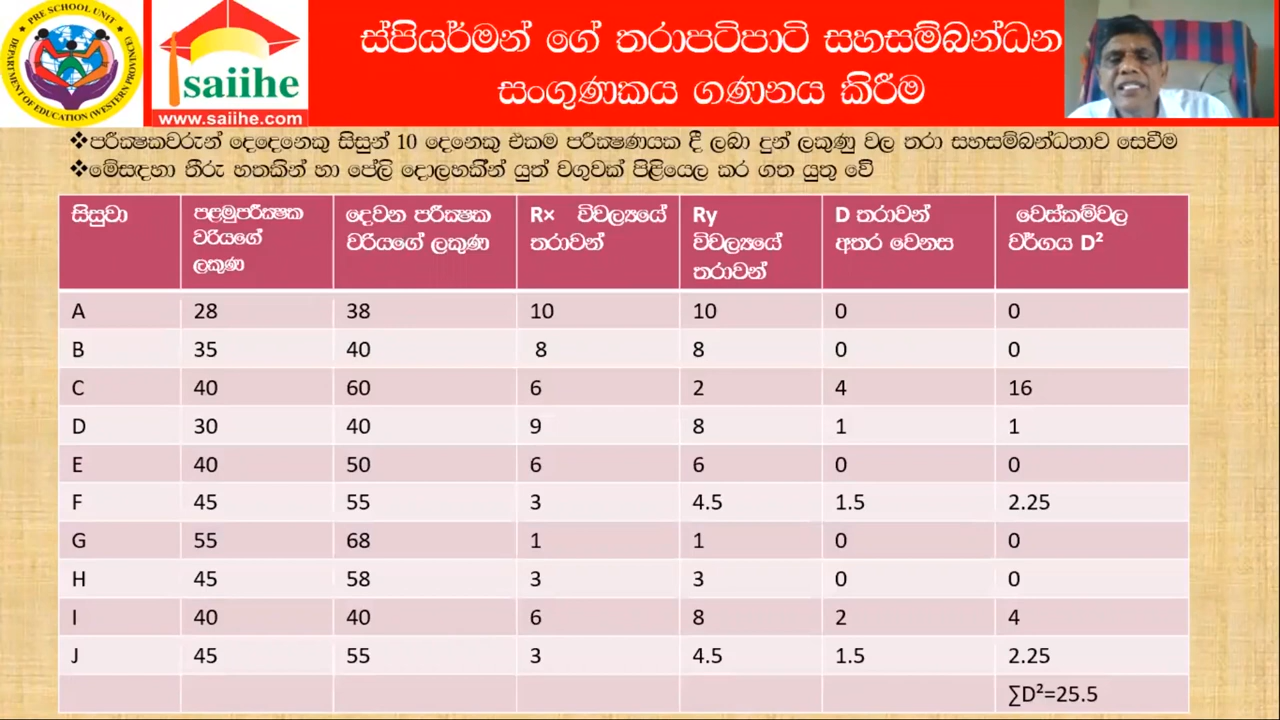 PRE SCHOOL UNIT
DEPARTMENT OF EDUCATION (WESTERN PROVINCE)
saiihe
www.saiihe.com
ස්පියර්මන් ගේ තරාපටිපාටි සහසම්බන්ධන
සංගුණකය ගණනය කිරීම
❖පරීක්‍ෂකවරුන් දෙදෙනෙකු සිසුන් 10 දෙනෙකු එකම පරීක්‍ෂණයක දී ලබා දුන් ලකුණු වල තරා සහසම්බන්ධතාව සෙවීම
❖මේසදහා තීරු හතකින් හා පේලි දොලහකින් යුත් වගුවක් පිළියෙල කර ගත යුතු වේ
සිසුවා | පළමුපරීක්‍ෂක වරියගේ ලකුණ | දෙවන පරීක්‍ෂක වරියගේ ලකුණ | R× විචල්‍යයේ තරාවන් | Ry විචල්‍යයේ තරාවන් | D තරාවන් අතර වෙනස | වෙස්කම්වල වර්ගය D²
A 28 38 10 10 0 0
B 35 40 8 8 0 0
C 40 60 6 2 4 16
D 30 40 9 8 1 1
E 40 50 6 6 0 0
F 45 55 3 4.5 1.5 2.25
G 55 68 1 1 0 0
H 45 58 3 3 0 0
I 40 40 6 8 2 4
J 45 55 3 4.5 1.5 2.25
∑D²=25.5